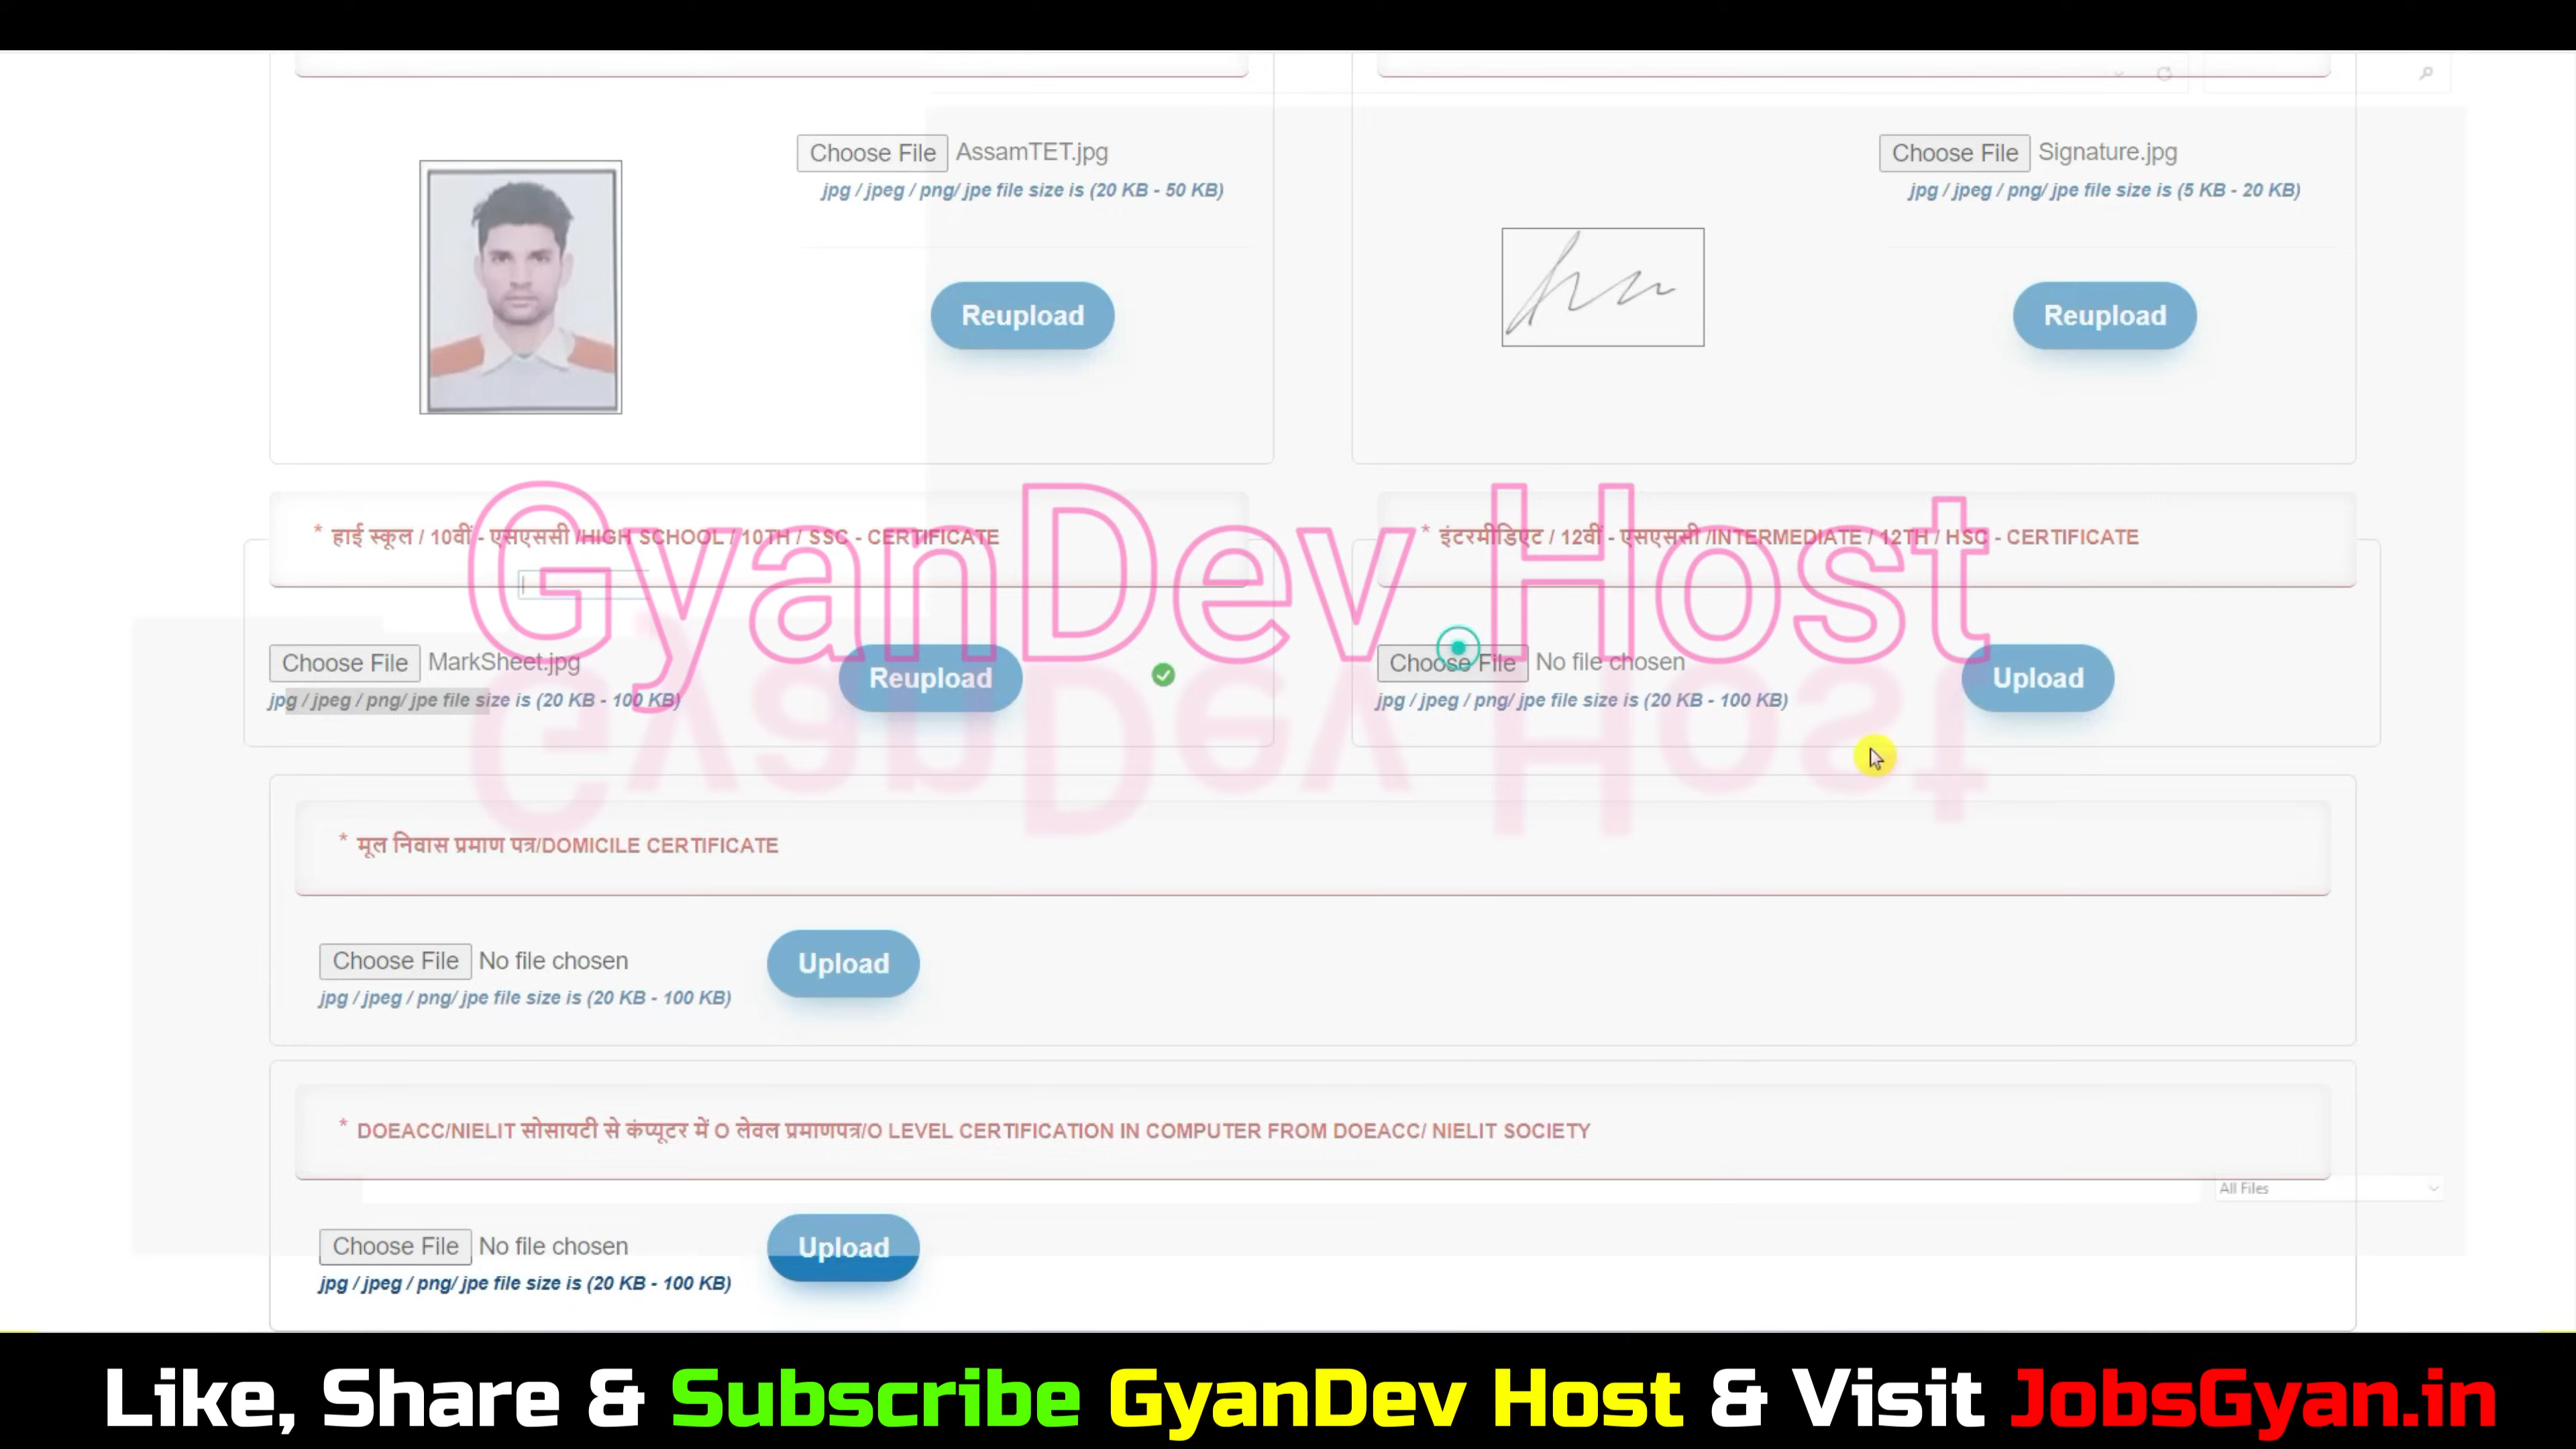 Choose File AssamTET.jpg
jpg / jpeg / png/ jpe file size is (20 KB - 50 KB)
Reupload
Choose File Signature.jpg
jpg / jpeg / png/ jpe file size is (5 KB - 20 KB)
Reupload
* हाई स्कूल / 10वीं - एसएससी /HIGH SCHOOL / 10TH / SSC - CERTIFICATE
* इंटरमीडिएट / 12वीं - एसएससी /INTERMEDIATE / 12TH / HSC - CERTIFICATE
GyanDev Host
Choose File MarkSheet.jpg
jpg / jpeg / png/ jpe file size is (20 KB - 100 KB)
Reupload
Choose File No file chosen
jpg / jpeg / png/ jpe file size is (20 KB - 100 KB)
Upload
* मूल निवास प्रमाण पत्र/DOMICILE CERTIFICATE
Choose File No file chosen
jpg / jpeg / png/ jpe file size is (20 KB - 100 KB)
Upload
* DOEACC/NIELIT सोसायटी से कंप्यूटर में O लेवल प्रमाणपत्र/O LEVEL CERTIFICATION IN COMPUTER FROM DOEACC/ NIELIT SOCIETY
All Files
Choose File No file chosen
jpg / jpeg / png/ jpe file size is (20 KB - 100 KB)
Upload
Like, Share & Subscribe GyanDev Host & Visit JobsGyan.in